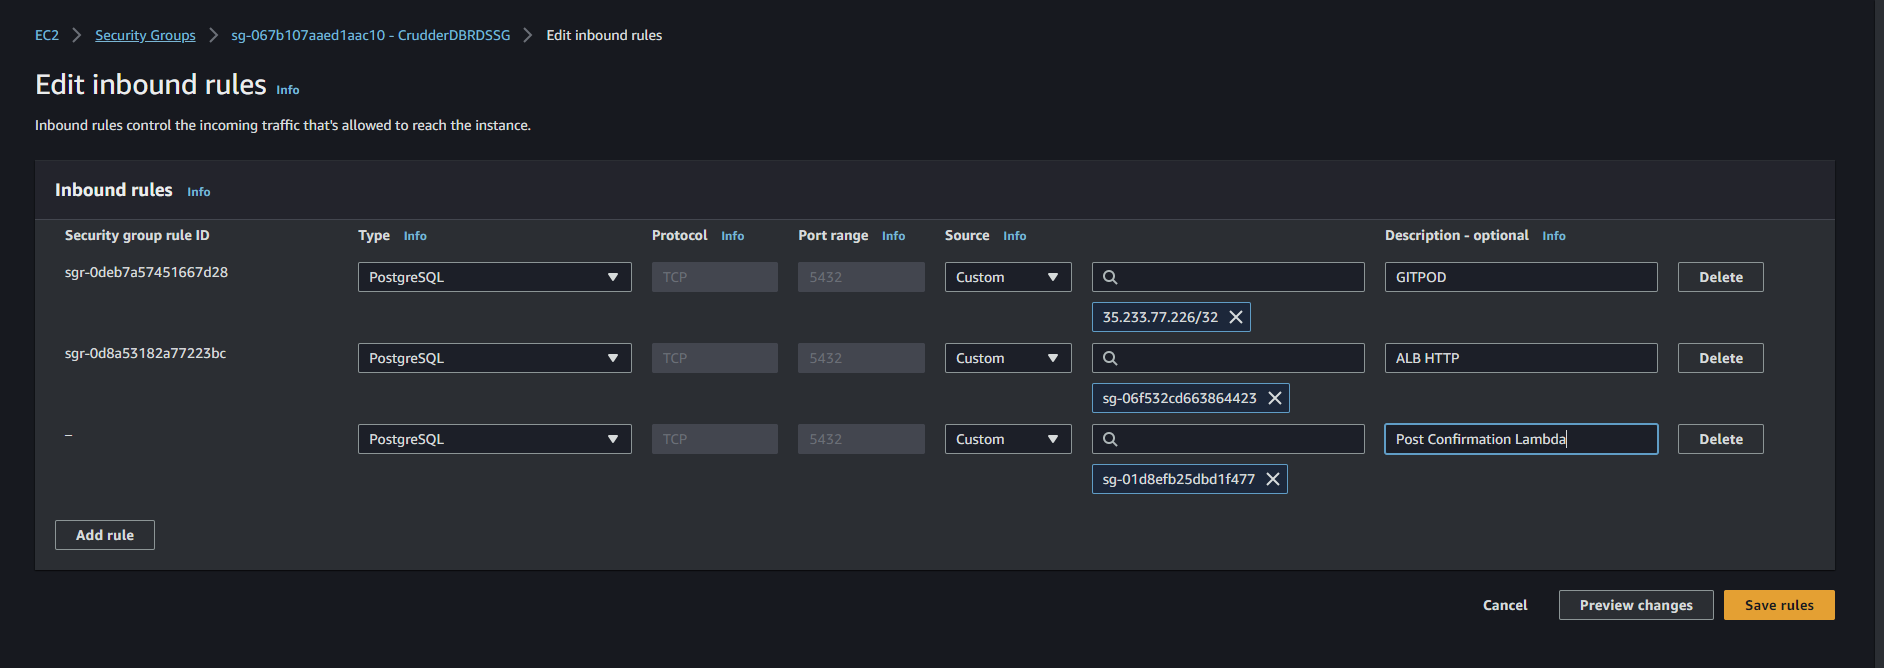 EC2 > Security Groups > sg-067b107aaed1aac10 - CrudderDBRDSSG > Edit inbound rules
Edit inbound rules Info
Inbound rules control the incoming traffic that's allowed to reach the instance.
Inbound rules Info
Security group rule ID Type Info Protocol Info Port range Info Source Info Description - optional Info
sgr-0deb7a57451667d28 PostgreSQL TCP 5432 Custom GITPOD Delete
35.233.77.226/32
sgr-0d8a53182a77223bc PostgreSQL TCP 5432 Custom ALB HTTP Delete
sg-06f532cd663864423
– PostgreSQL TCP 5432 Custom Post Confirmation Lambda Delete
sg-01d8efb25dbd1f477
Add rule
Cancel Preview changes Save rules